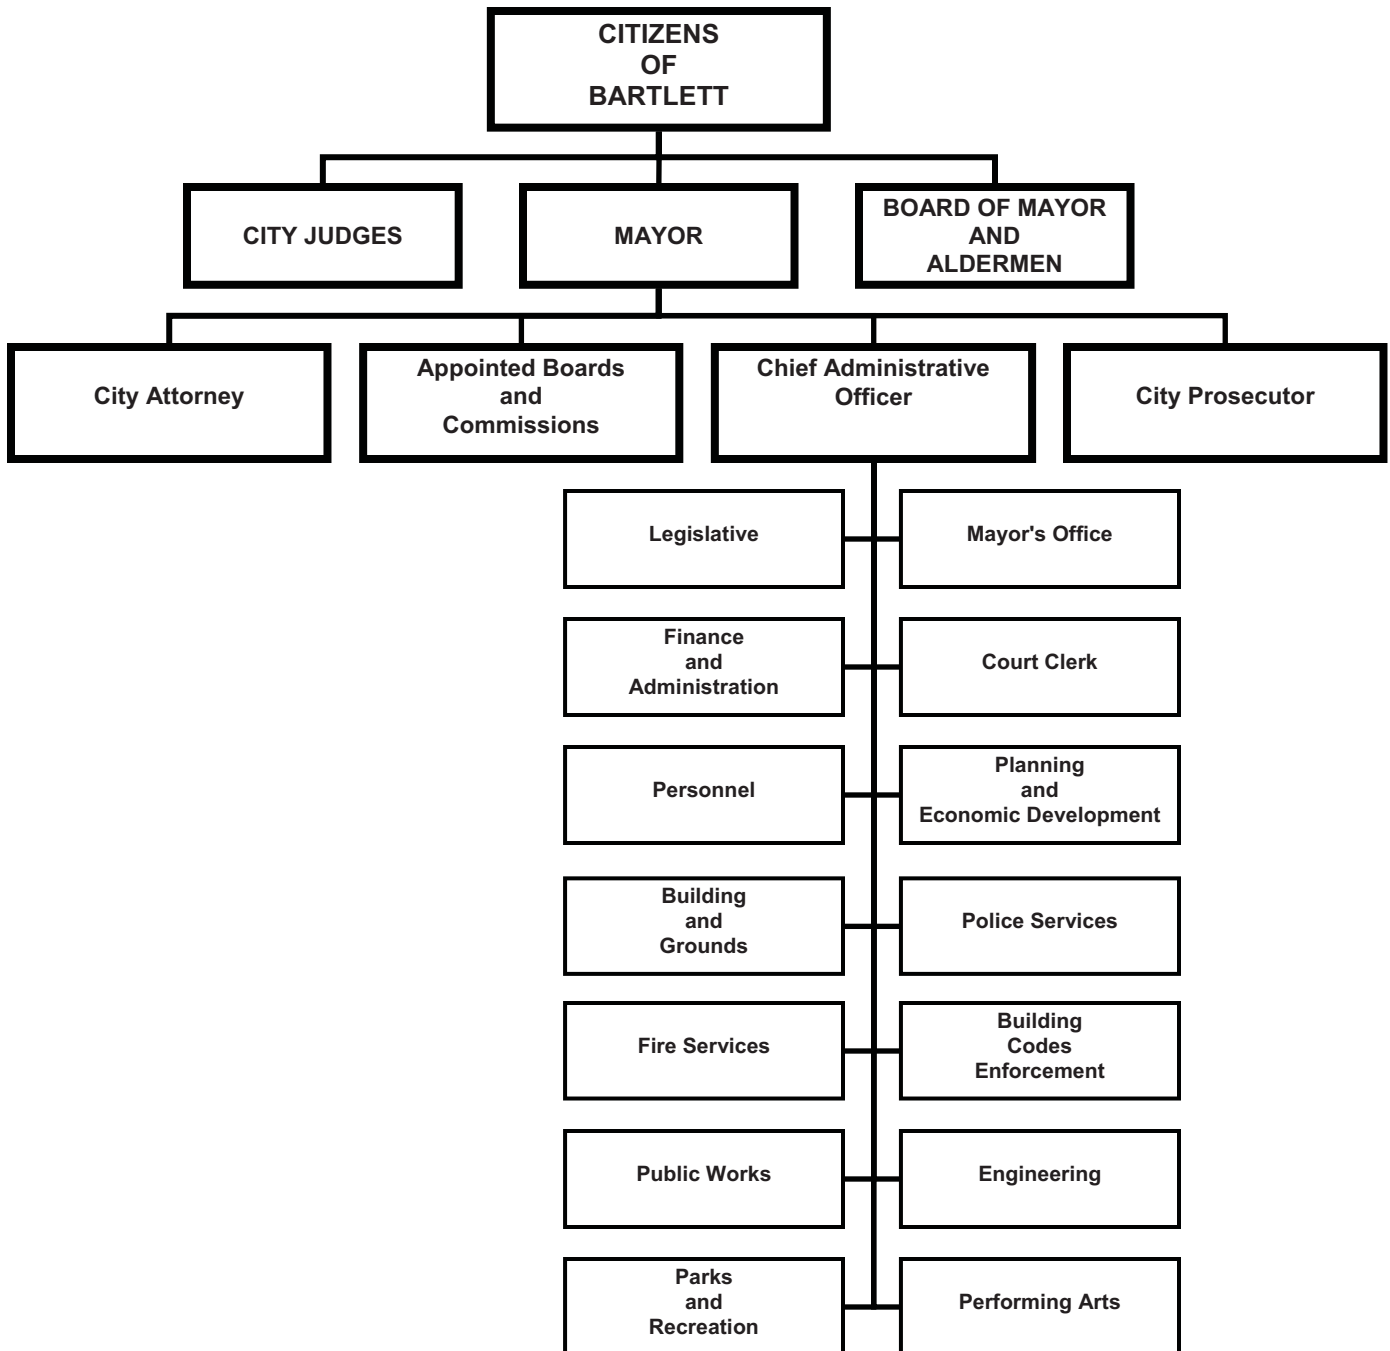 CITIZENS
OF
BARTLETT
CITY JUDGES
MAYOR
BOARD OF MAYOR
AND
ALDERMEN
City Attorney
Appointed Boards
and
Commissions
Chief Administrative
Officer
City Prosecutor
Legislative
Mayor's Office
Finance
and
Administration
Court Clerk
Personnel
Planning
and
Economic Development
Building
and
Grounds
Police Services
Fire Services
Building
Codes
Enforcement
Public Works
Engineering
Parks
and
Recreation
Performing Arts